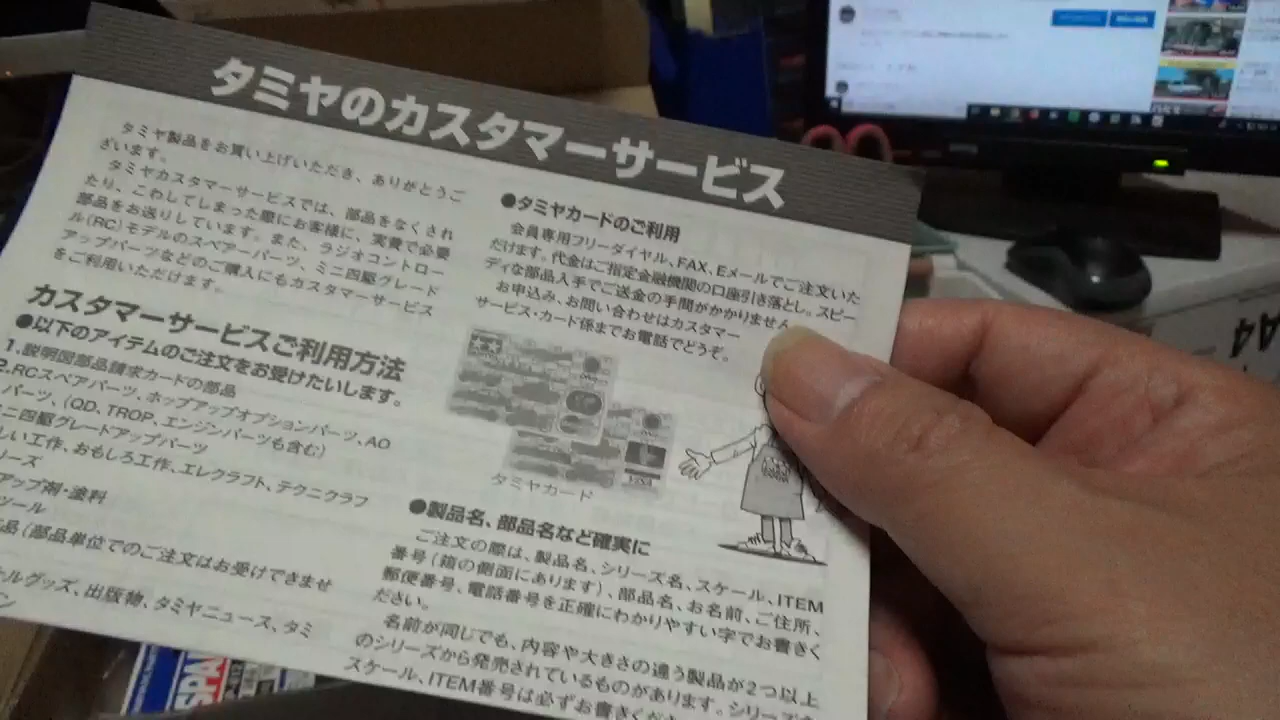 タミヤのカスタマーサービス
タミヤ製品をお買い上げいただき、ありがとうご
ざいます。
タミヤカスタマーサービスでは、部品をなくされ
たり、こわしてしまった際にお客様に、実費で必要
部品をお送りしています。また、ラジオコントロー
ル(RC)モデルのスペアーパーツ、ミニ四駆グレード
アップパーツなどのご購入にもカスタマーサービス
をご利用いただけます。
カスタマーサービスご利用方法
●以下のアイテムのご注文をお受けたいします。
1.説明図部品請求カードの部品
2.RCスペアパーツ、ホップアップオプションパーツ、AO
パーツ、(QD、TROP、エンジンパーツも含む)
ニ四駆グレードアップパーツ
しい工作、おもしろ工作、エレクラフト、テクニクラフ
リーズ
アップ剤・塗料
ツール
品(部品単位でのご注文はお受けできませ
ールグッズ、出版物、タミヤニュース、タミ
ン
●タミヤカードのご利用
会員専用フリーダイヤル、FAX、Eメールでご注文いた
だけます。代金はご指定金融機関の口座引き落とし。スピー
ディな部品入手でご送金の手間がかかりません。
お申込み、お問い合わせはカスタマー
サービス・カード係までお電話でどうぞ。
タミヤカード
●製品名、部品名など確実に
ご注文の際は、製品名、シリーズ名、スケール、ITEM
番号(箱の側面にあります)、部品名、お名前、ご住所、
郵便番号、電話番号を正確にわかりやすい字でお書きく
ださい。
名前が同じでも、内容や大きさの違う製品が2つ以上
のシリーズから発売されているものがあります。シリーズ
スケール、ITEM番号は必ずお書きくださ
VISA
SPA
A4